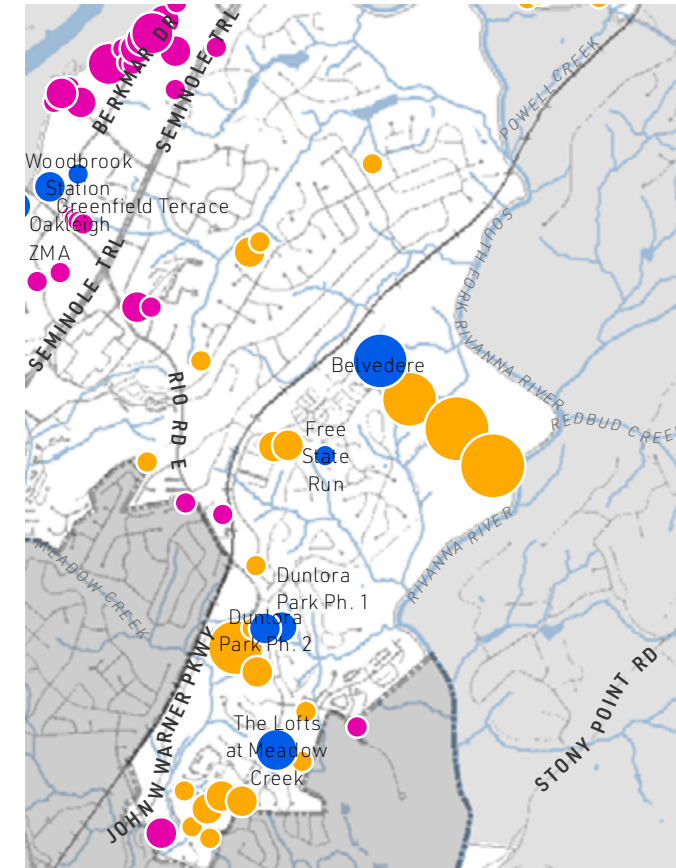 BERKMAR DR
SEMINOLE TRL
POWELL CREEK
Woodbrook
Station
Greenfield Terrace
Oakleigh
ZMA
SEMINOLE TRL
SOUTH FORK RIVANNA RIVER
RIO RD E
Belvedere
REDBUD CREE
Free
State
Run
RIVANNA RIVER
MEADOW CREEK
Dunlora
Park Ph. 1
Dunlora
Park Ph. 2
JOHN W WARNER PKWY
STONY POINT RD
The Lofts
at Meadow
Creek